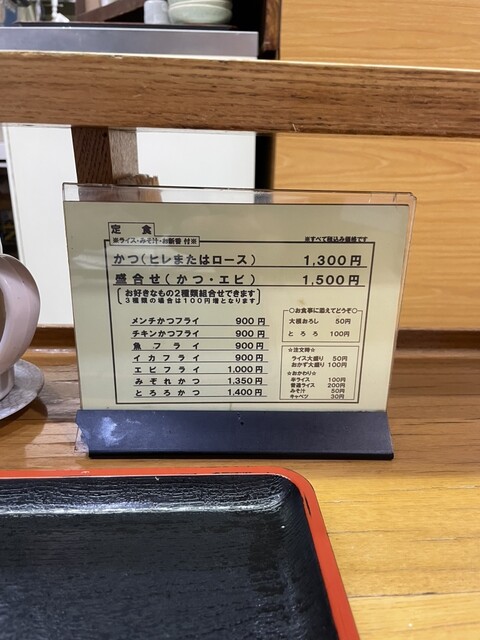 定食
※ライス・みそ汁・お新香 付※
※すべて税込み価格です
かつ(ヒレまたはロース) 1,300円
盛合せ(かつ・エビ) 1,500円
お好きなもの2種類組合せできます
3種類の場合は100円増となります
メンチかつフライ 900円
チキンかつフライ 900円
魚フライ 900円
イカフライ 900円
エビフライ 1,000円
みぞれかつ 1,350円
とろろかつ 1,400円
○お食事に添えてどうぞ○
大根おろし 50円
とろろ 100円
☆注文時☆
ライス大盛り 50円
おかず大盛り 100円
☆おかわり☆
半ライス 100円
普通ライス 200円
みそ汁 50円
キャベツ 30円